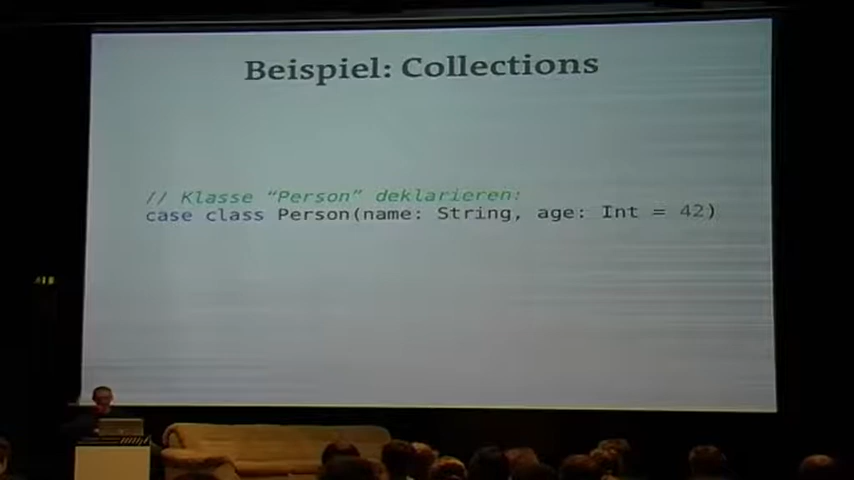 Beispiel: Collections
// Klasse “Person” deklarieren:
case class Person(name: String, age: Int = 42)